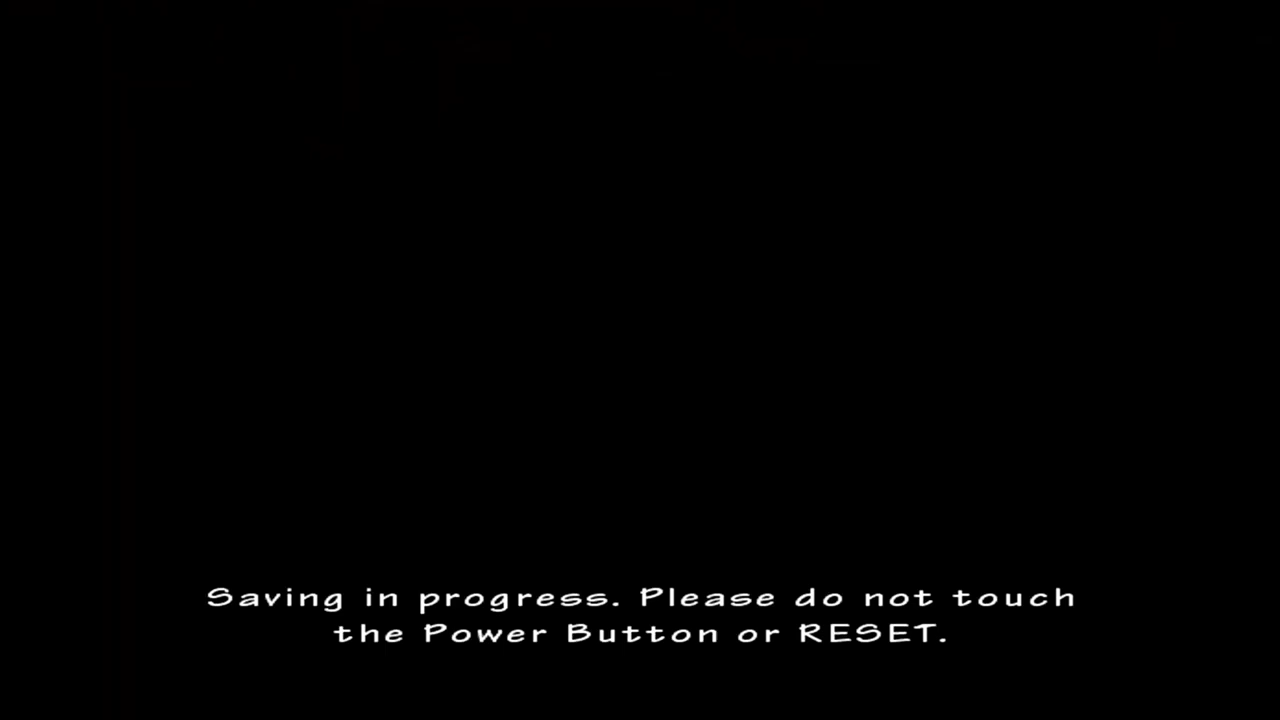 Saving in progress. Please do not touch
the Power Button or RESET.